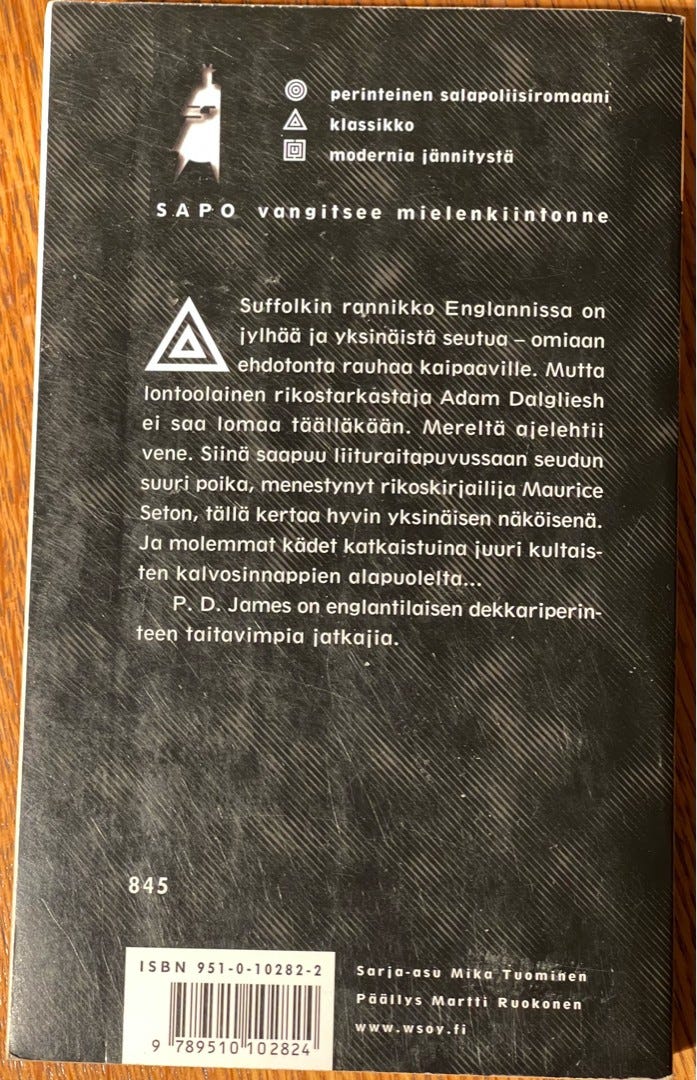 perinteinen salapoliisiromaani
klassikko
modernia jännitystä
SAPO vangitsee mielenkiintonne
Suffolkin rannikko Englannissa on
jylhää ja yksinäistä seutua – omiaan
ehdotonta rauhaa kaipaaville. Mutta
lontoolainen rikostarkastaja Adam Dalgliesh
ei saa lomaa täälläkään. Mereltä ajelehtii
vene. Siinä saapuu liituraitapuvussaan seudun
suuri poika, menestynyt rikoskirjailija Maurice
Seton, tällä kertaa hyvin yksinäisen näköisenä.
Ja molemmat kädet katkaistuina juuri kultais-
ten kalvosinnappien alapuolelta...
P. D. James on englantilaisen dekkariperin-
teen taitavimpia jatkajia.
845
ISBN 951-0-10282-2
9 789510 102824
Sarja-asu Mika Tuominen
Päällys Martti Ruokonen
www.wsoy.fi